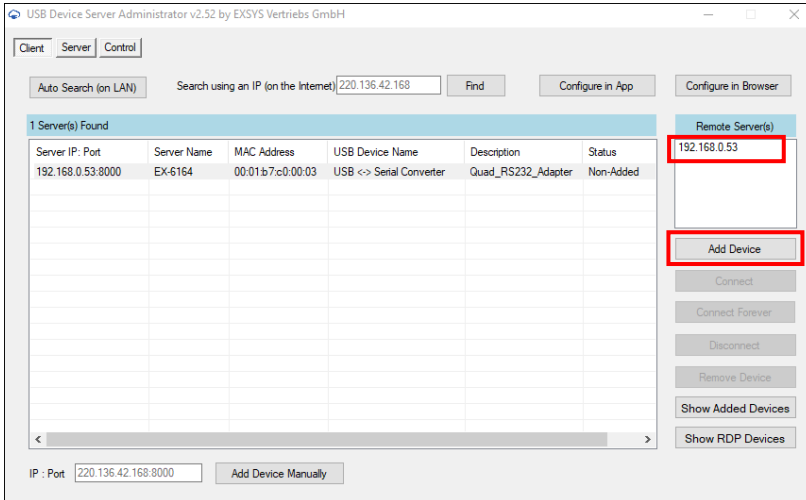 USB Device Server Administrator v2.52 by EXSYS Vertriebs GmbH
Client Server Control
Auto Search (on LAN) Search using an IP (on the Internet) 220.136.42.168 Find Configure in App Configure in Browser
1 Server(s) Found Remote Server(s)
Server IP: Port Server Name MAC Address USB Device Name Description Status 192.168.0.53
192.168.0.53:8000 EX-6164 00:01:b7:c0:00:03 USB <-> Serial Converter Quad_RS232_Adapter Non-Added
Add Device
Connect
Connect Forever
Disconnect
Remove Device
Show Added Devices
Show RDP Devices
IP : Port 220.136.42.168:8000 Add Device Manually